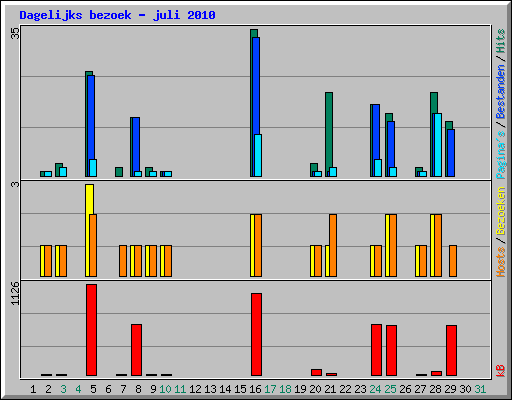 Dagelijks bezoek - juli 2010
35
3
1126
Hosts / Bezoeken Pagina's / Bestanden / Hits
kB
1 2 3 4 5 6 7 8 9 10 11 12 13 14 15 16 17 18 19 20 21 22 23 24 25 26 27 28 29 30 31